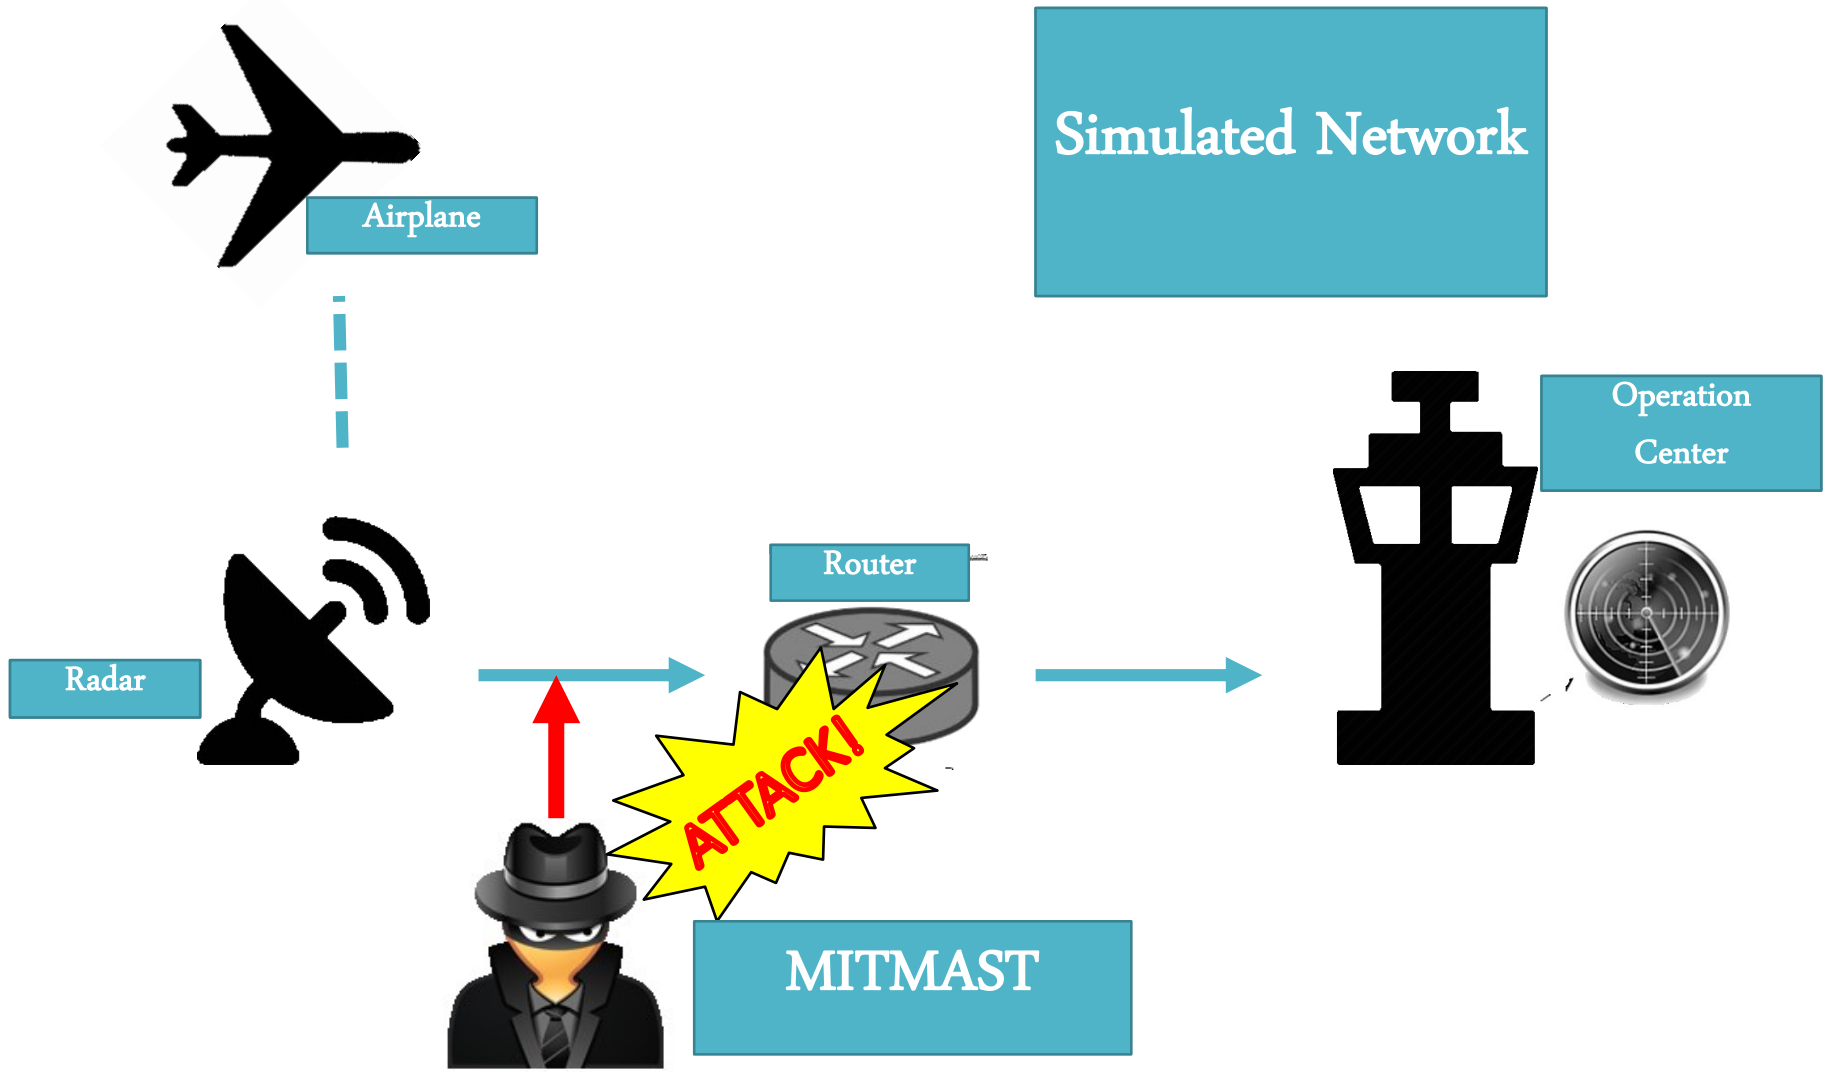 Simulated Network
Airplane
Operation
Center
Router
Radar
ATTACK!
MITMAST